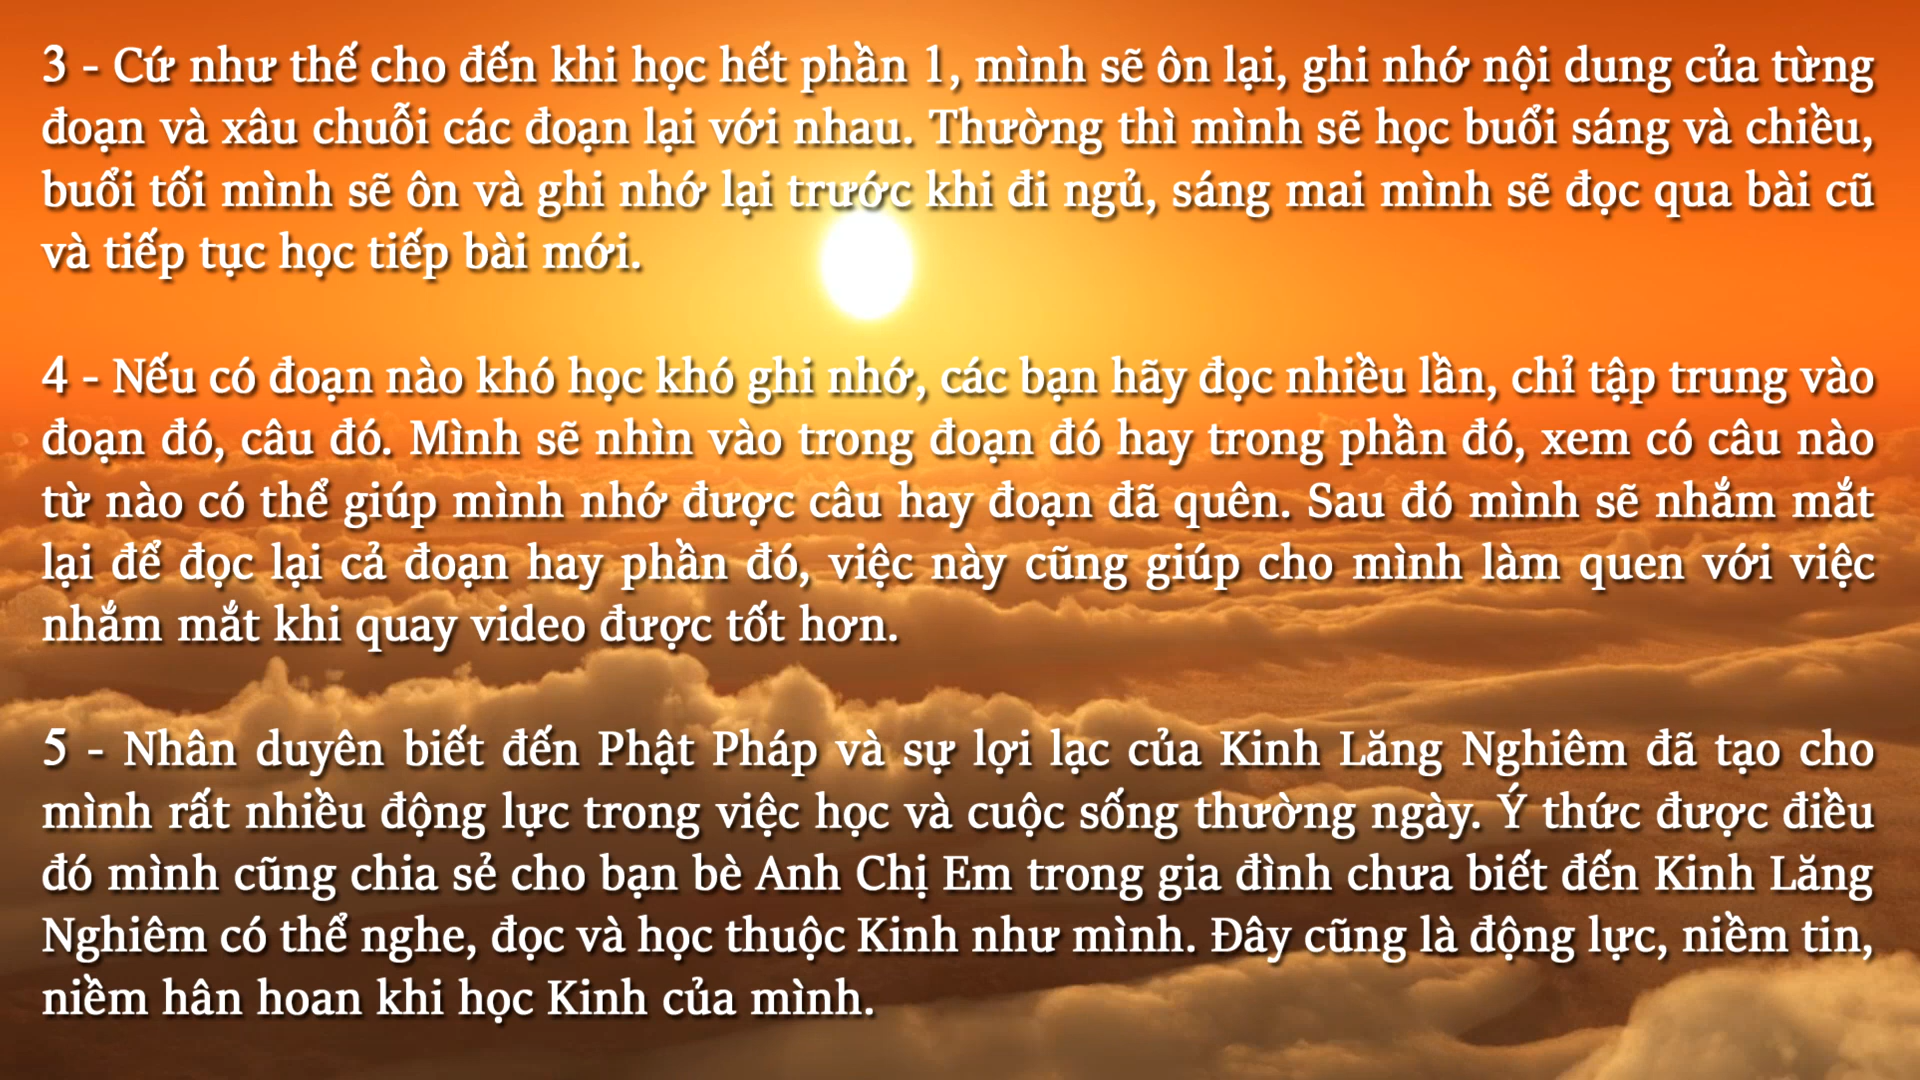 3 - Cứ như thế cho đến khi học hết phần 1, mình sẽ ôn lại, ghi nhớ nội dung của từng
đoạn và xâu chuỗi các đoạn lại với nhau. Thường thì mình sẽ học buổi sáng và chiều,
buổi tối mình sẽ ôn và ghi nhớ lại trước khi đi ngủ, sáng mai mình sẽ đọc qua bài cũ
và tiếp tục học tiếp bài mới.
4 - Nếu có đoạn nào khó học khó ghi nhớ, các bạn hãy đọc nhiều lần, chỉ tập trung vào
đoạn đó, câu đó. Mình sẽ nhìn vào trong đoạn đó hay trong phần đó, xem có câu nào
từ nào có thể giúp mình nhớ được câu hay đoạn đã quên. Sau đó mình sẽ nhắm mắt
lại để đọc lại cả đoạn hay phần đó, việc này cũng giúp cho mình làm quen với việc
nhắm mắt khi quay video được tốt hơn.
5 - Nhân duyên biết đến Phật Pháp và sự lợi lạc của Kinh Lăng Nghiêm đã tạo cho
mình rất nhiều động lực trong việc học và cuộc sống thường ngày. Ý thức được điều
đó mình cũng chia sẻ cho bạn bè Anh Chị Em trong gia đình chưa biết đến Kinh Lăng
Nghiêm có thể nghe, đọc và học thuộc Kinh như mình. Đây cũng là động lực, niềm tin,
niềm hân hoan khi học Kinh của mình.